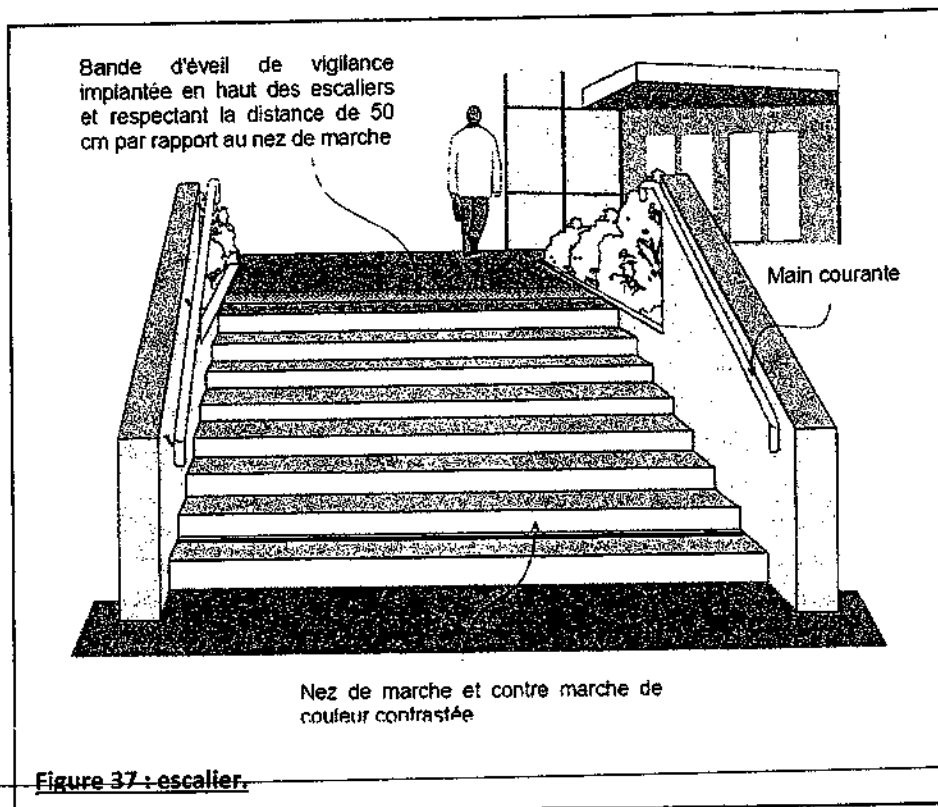 Bande d'éveil de vigilance
implantée en haut des escaliers
et respectant la distance de 50
cm par rapport au nez de marche
Main courante
Nez de marche et contre marche de
couleur contrastée
Figure 37 : escalier.